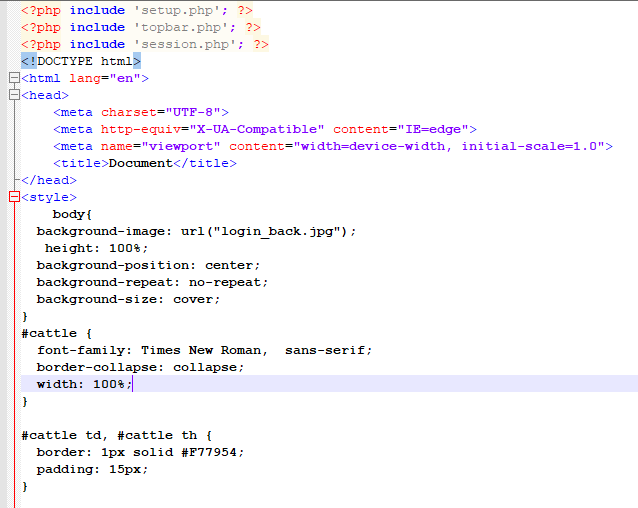 <?php include 'setup.php'; ?>
<?php include 'topbar.php'; ?>
<?php include 'session.php'; ?>
<!DOCTYPE html>
<html lang="en">
<head>
    <meta charset="UTF-8">
    <meta http-equiv="X-UA-Compatible" content="IE=edge">
    <meta name="viewport" content="width=device-width, initial-scale=1.0">
    <title>Document</title>
</head>
<style>
    body{
  background-image: url("login_back.jpg");
   height: 100%;
  background-position: center;
  background-repeat: no-repeat;
  background-size: cover;
}
#cattle {
  font-family: Times New Roman,  sans-serif;
  border-collapse: collapse;
  width: 100%;
}

#cattle td, #cattle th {
  border: 1px solid #F77954;
  padding: 15px;
}